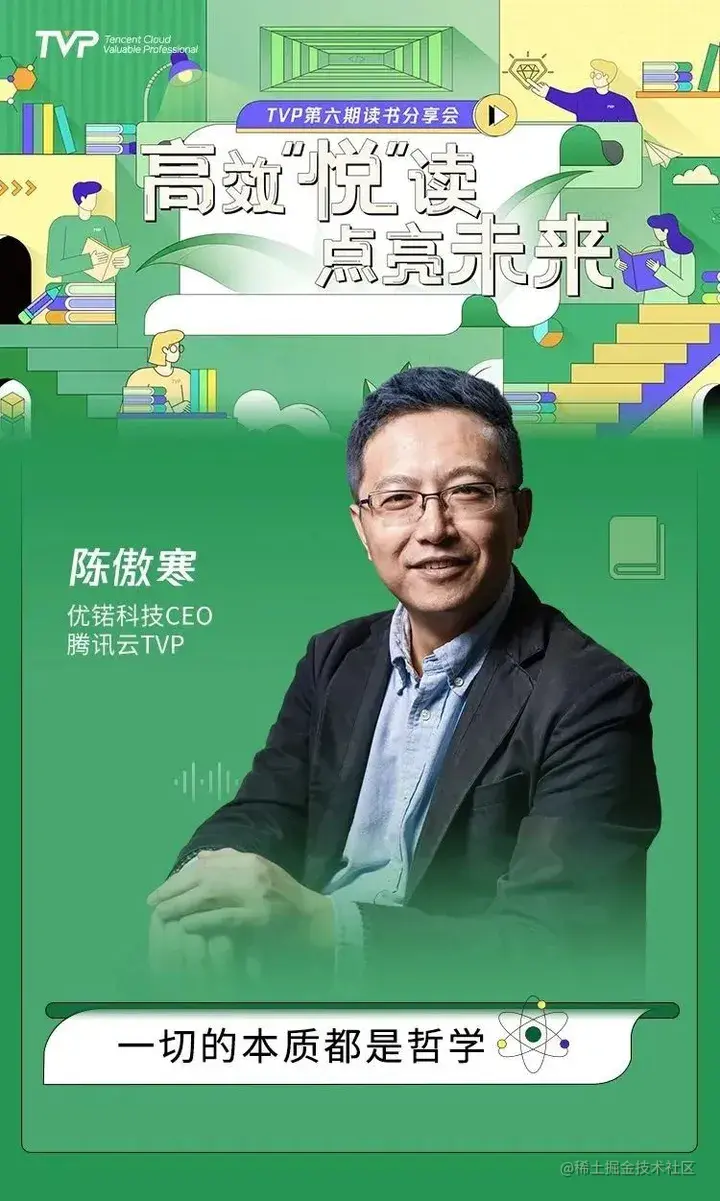 TVP Tencent Cloud
Valuable Professional
TVP第六期读书分享会
高效“悦”读
点亮未来
陈傲寒
优锘科技CEO
腾讯云TVP
一切的本质都是哲学
@稀土掘金技术社区